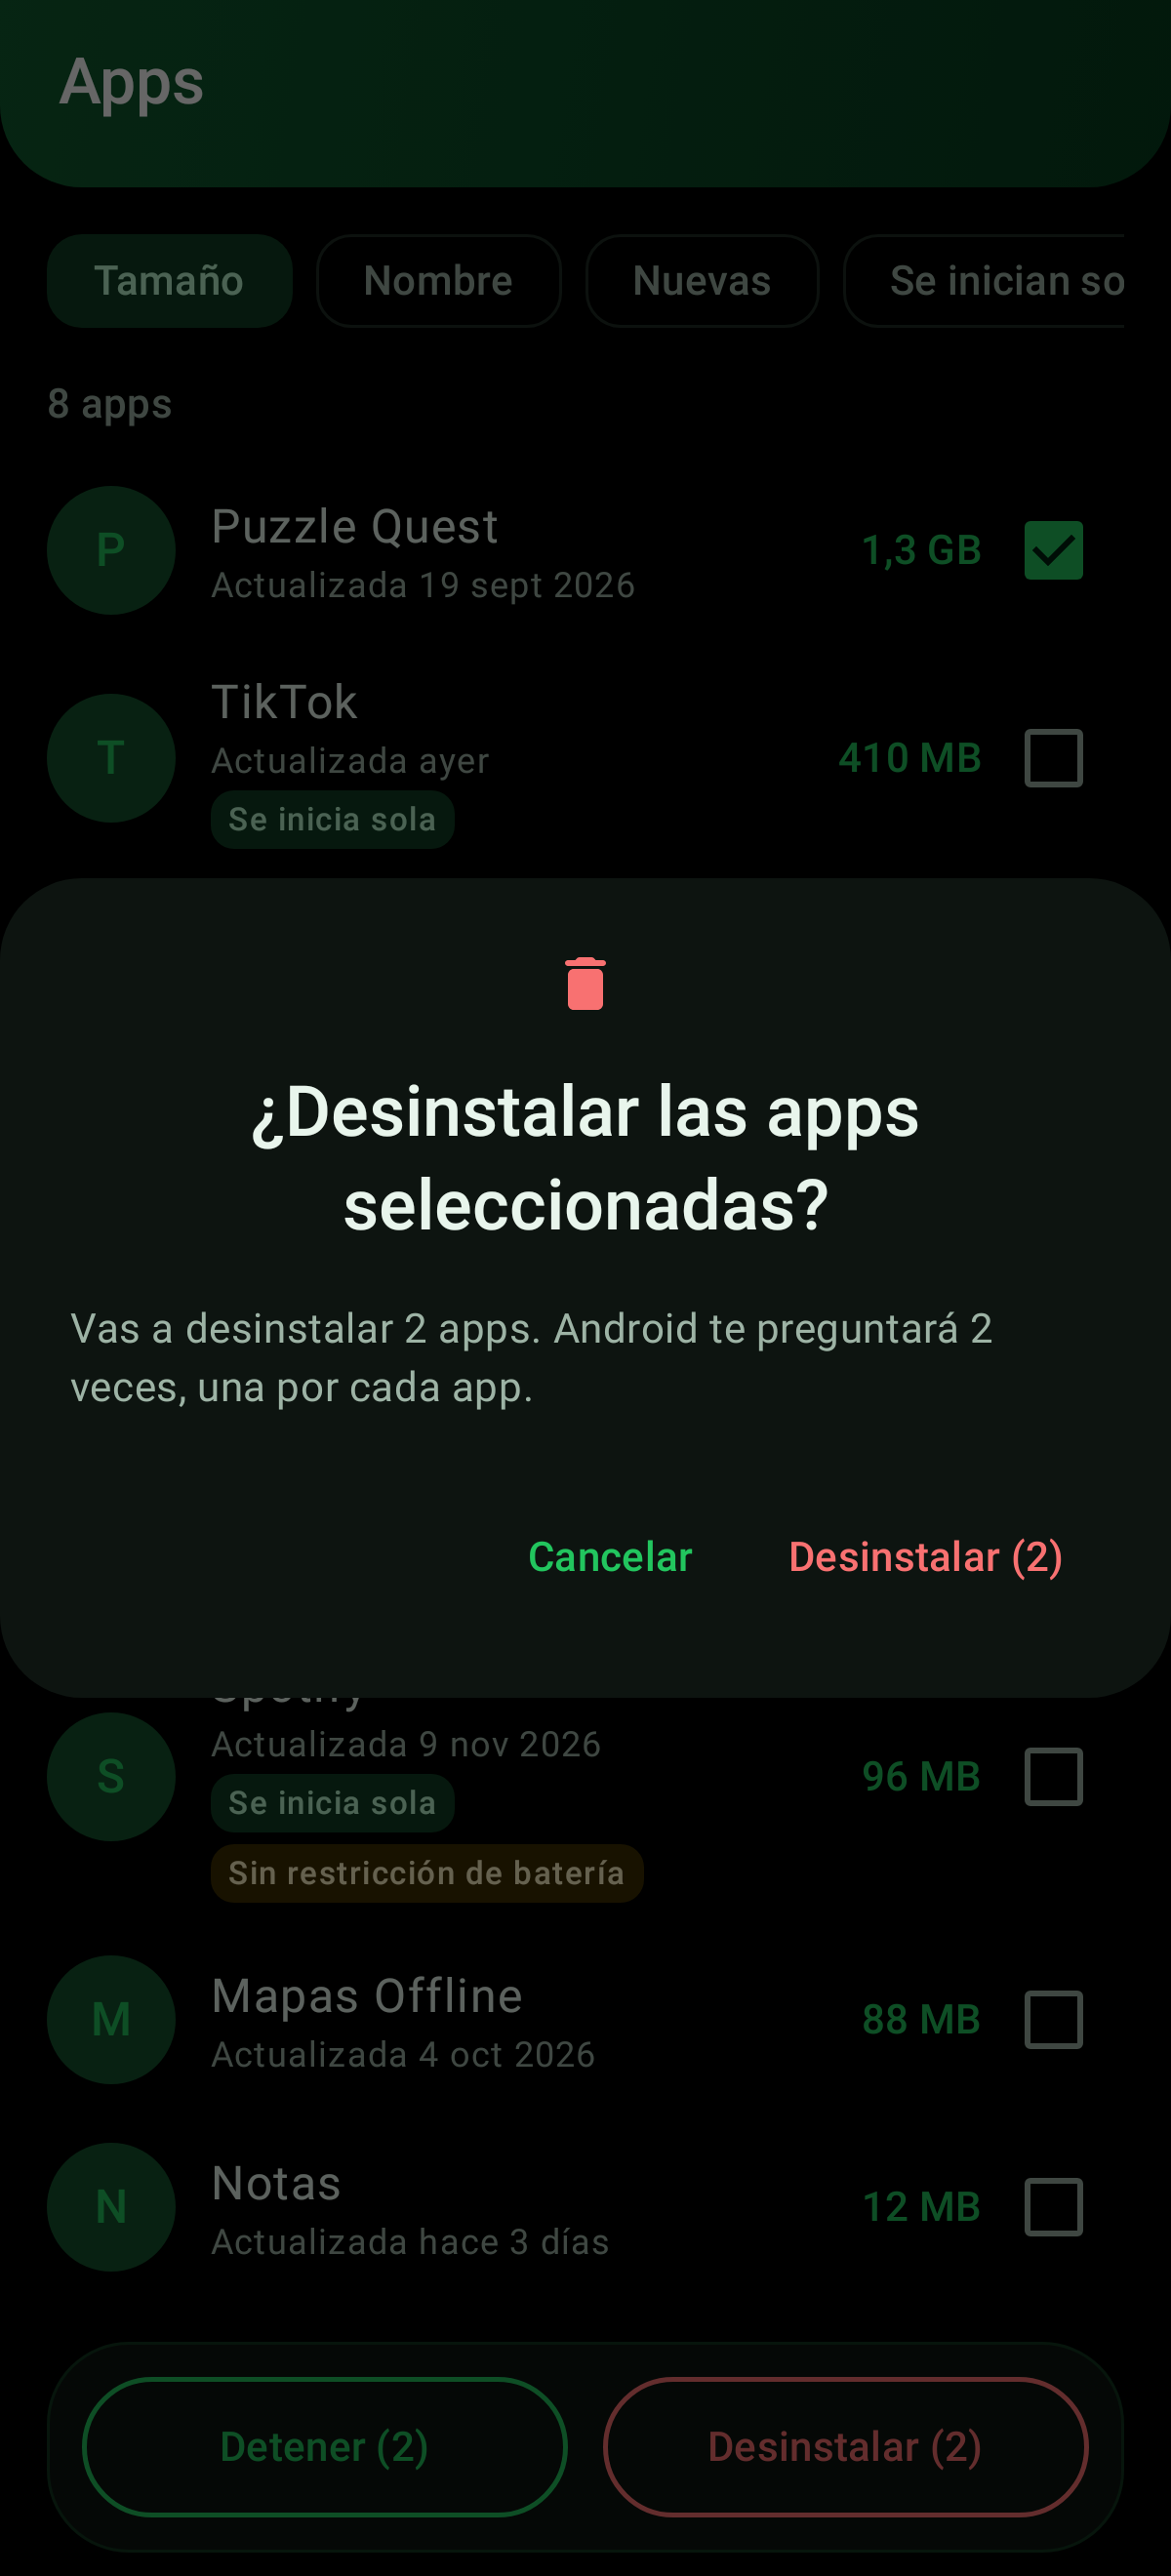 Apps
Tamaño
Nombre
Nuevas
Se inician so
8 apps
P
Puzzle Quest
Actualizada 19 sept 2026
1,3 GB
T
TikTok
Actualizada ayer
Se inicia sola
410 MB
¿Desinstalar las apps
seleccionadas?
Vas a desinstalar 2 apps. Android te preguntará 2
veces, una por cada app.
Cancelar
Desinstalar (2)
S
Spotify
Actualizada 9 nov 2026
Se inicia sola
Sin restricción de batería
96 MB
M
Mapas Offline
Actualizada 4 oct 2026
88 MB
N
Notas
Actualizada hace 3 días
12 MB
Detener (2)
Desinstalar (2)